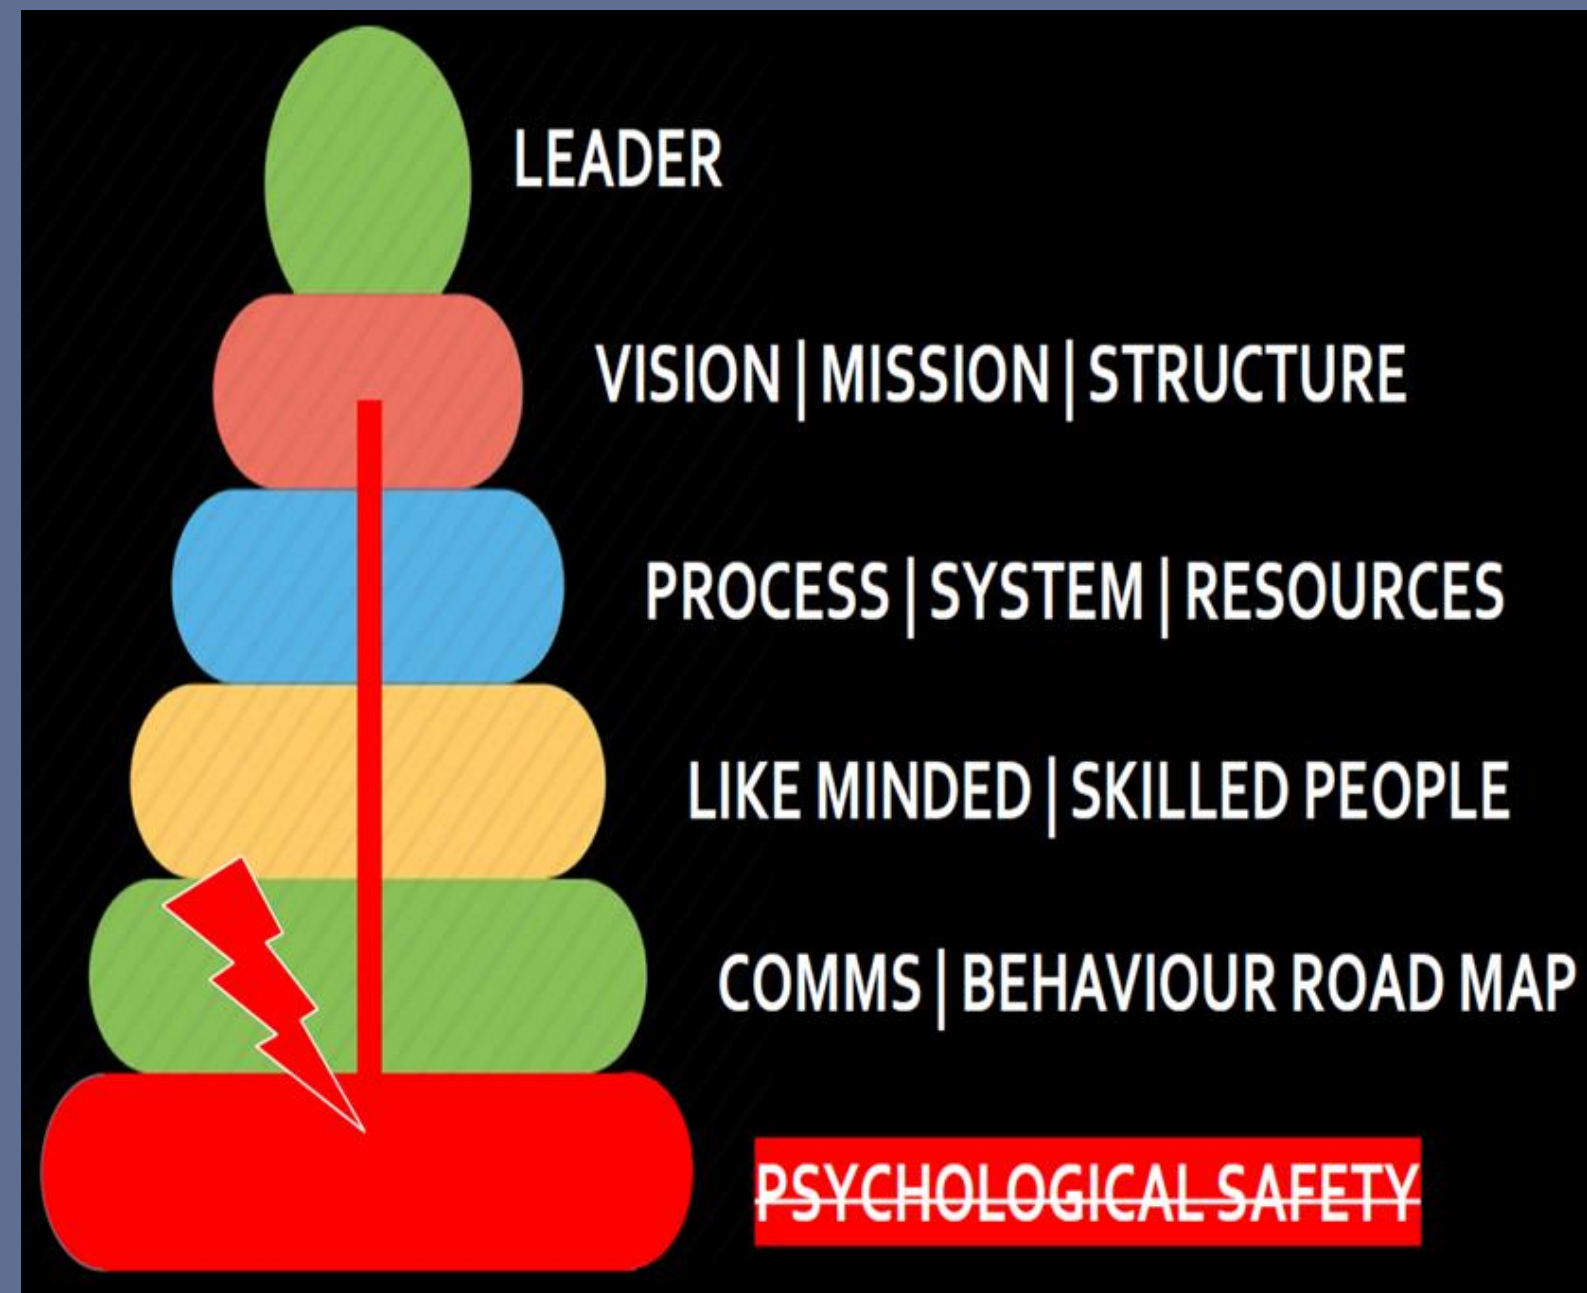 LEADER
VISION | MISSION | STRUCTURE
PROCESS | SYSTEM | RESOURCES
LIKE MINDED | SKILLED PEOPLE
COMMS | BEHAVIOUR ROAD MAP
PSYCHOLOGICAL SAFETY